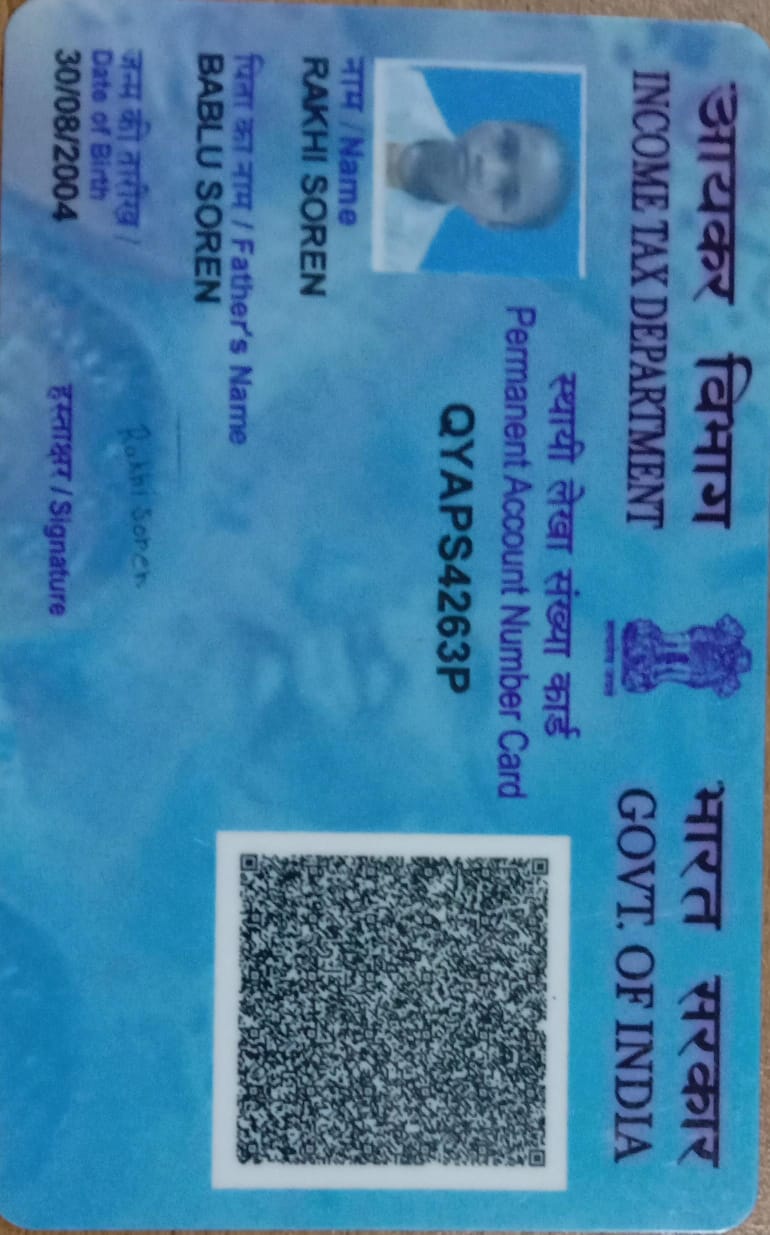 आयकर विभाग
INCOME TAX DEPARTMENT
भारत सरकार
GOVT. OF INDIA
स्थायी लेखा संख्या कार्ड
Permanent Account Number Card
QYAPS4263P
नाम / Name
RAKHI SOREN
पिता का नाम / Father's Name
BABLU SOREN
जन्म की तारीख /
Date of Birth
30/08/2004
Rakhi Soren
हस्ताक्षर / Signature